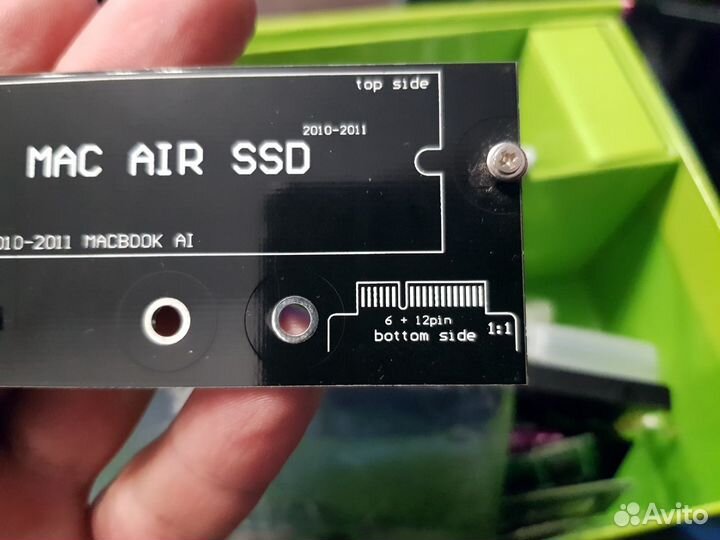 top side
2010-2011
MAC AIR SSD
010-2011 MACBOOK AI
6 + 12pin
bottom side 1:1
Avito